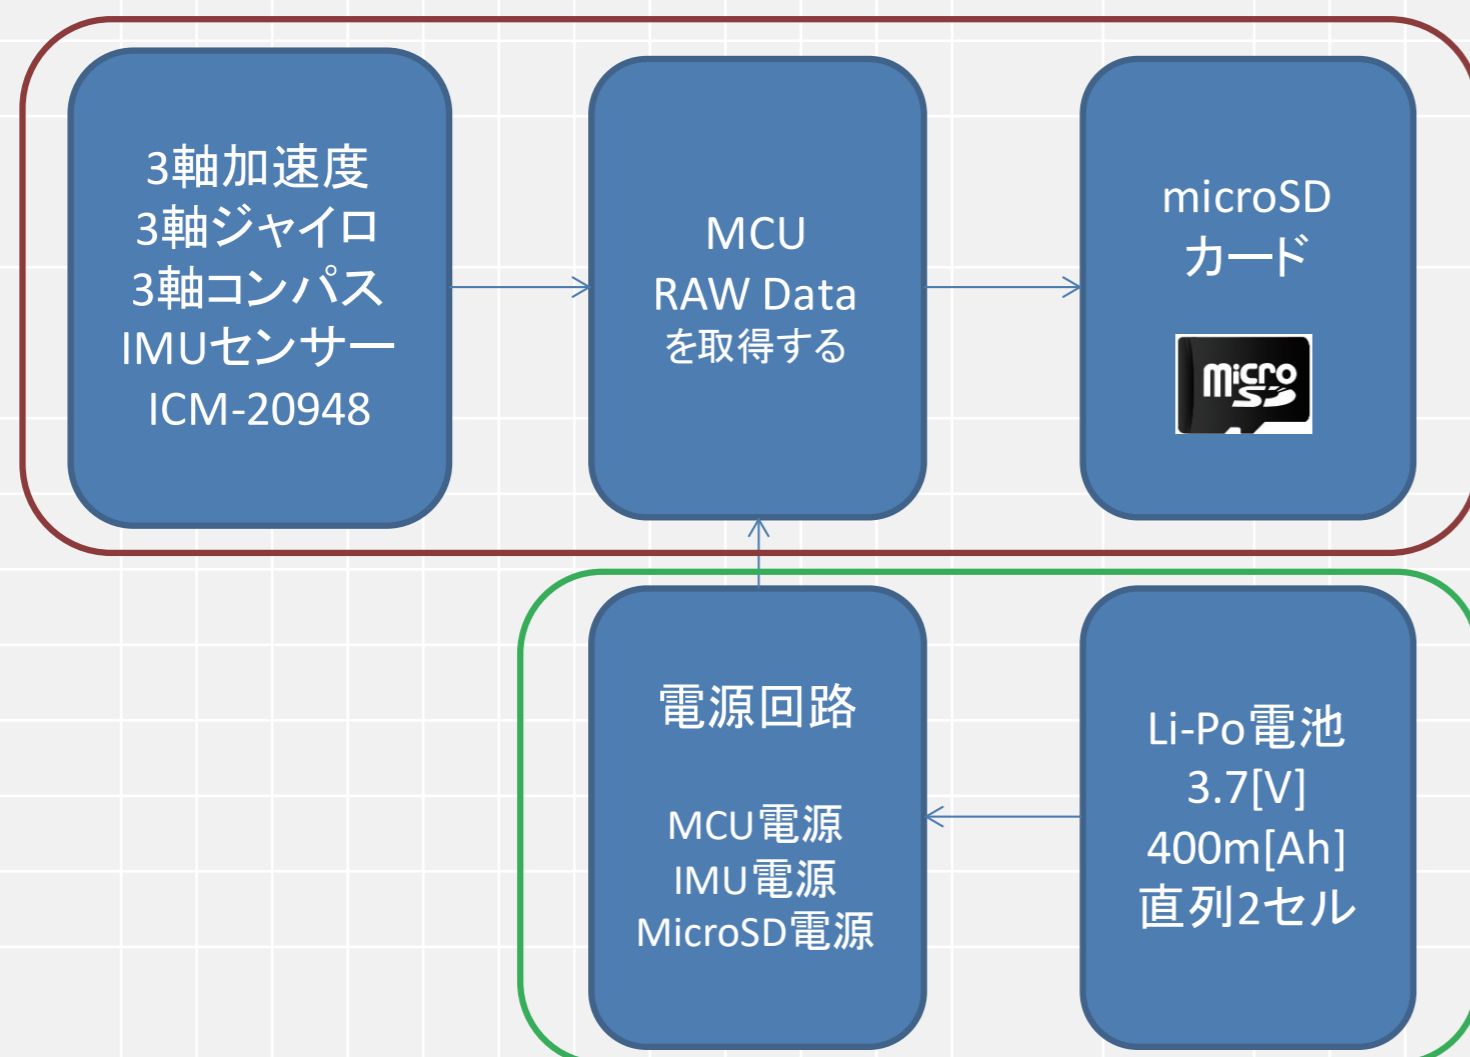 3軸加速度
3軸ジャイロ
3軸コンパス
IMUセンサー
ICM-20948
MCU
RAW Data
を取得する
microSD
カード
Micro
SD
電源回路
MCU電源
IMU電源
MicroSD電源
Li-Po電池
3.7[V]
400m[Ah]
直列2セル